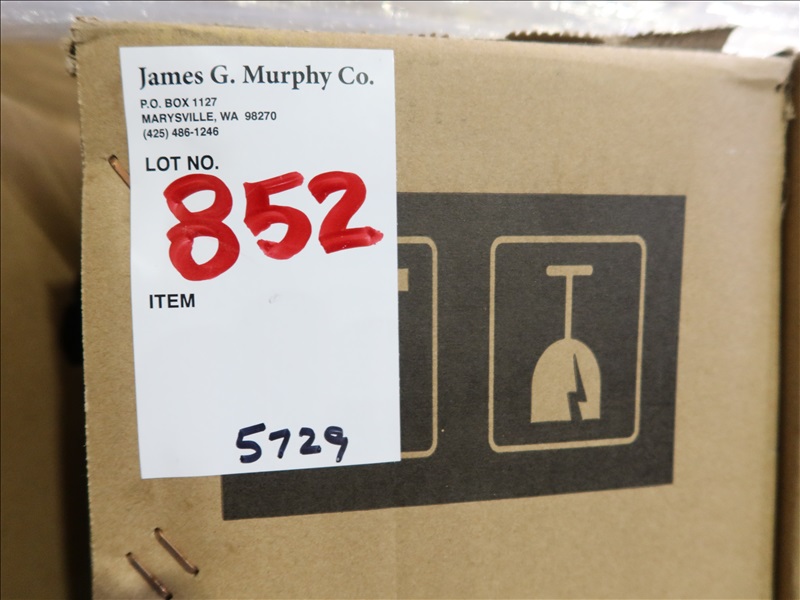 James G. Murphy Co.
P.O. BOX 1127
MARYSVILLE, WA 98270
(425) 486-1246
LOT NO.
852
ITEM
5729